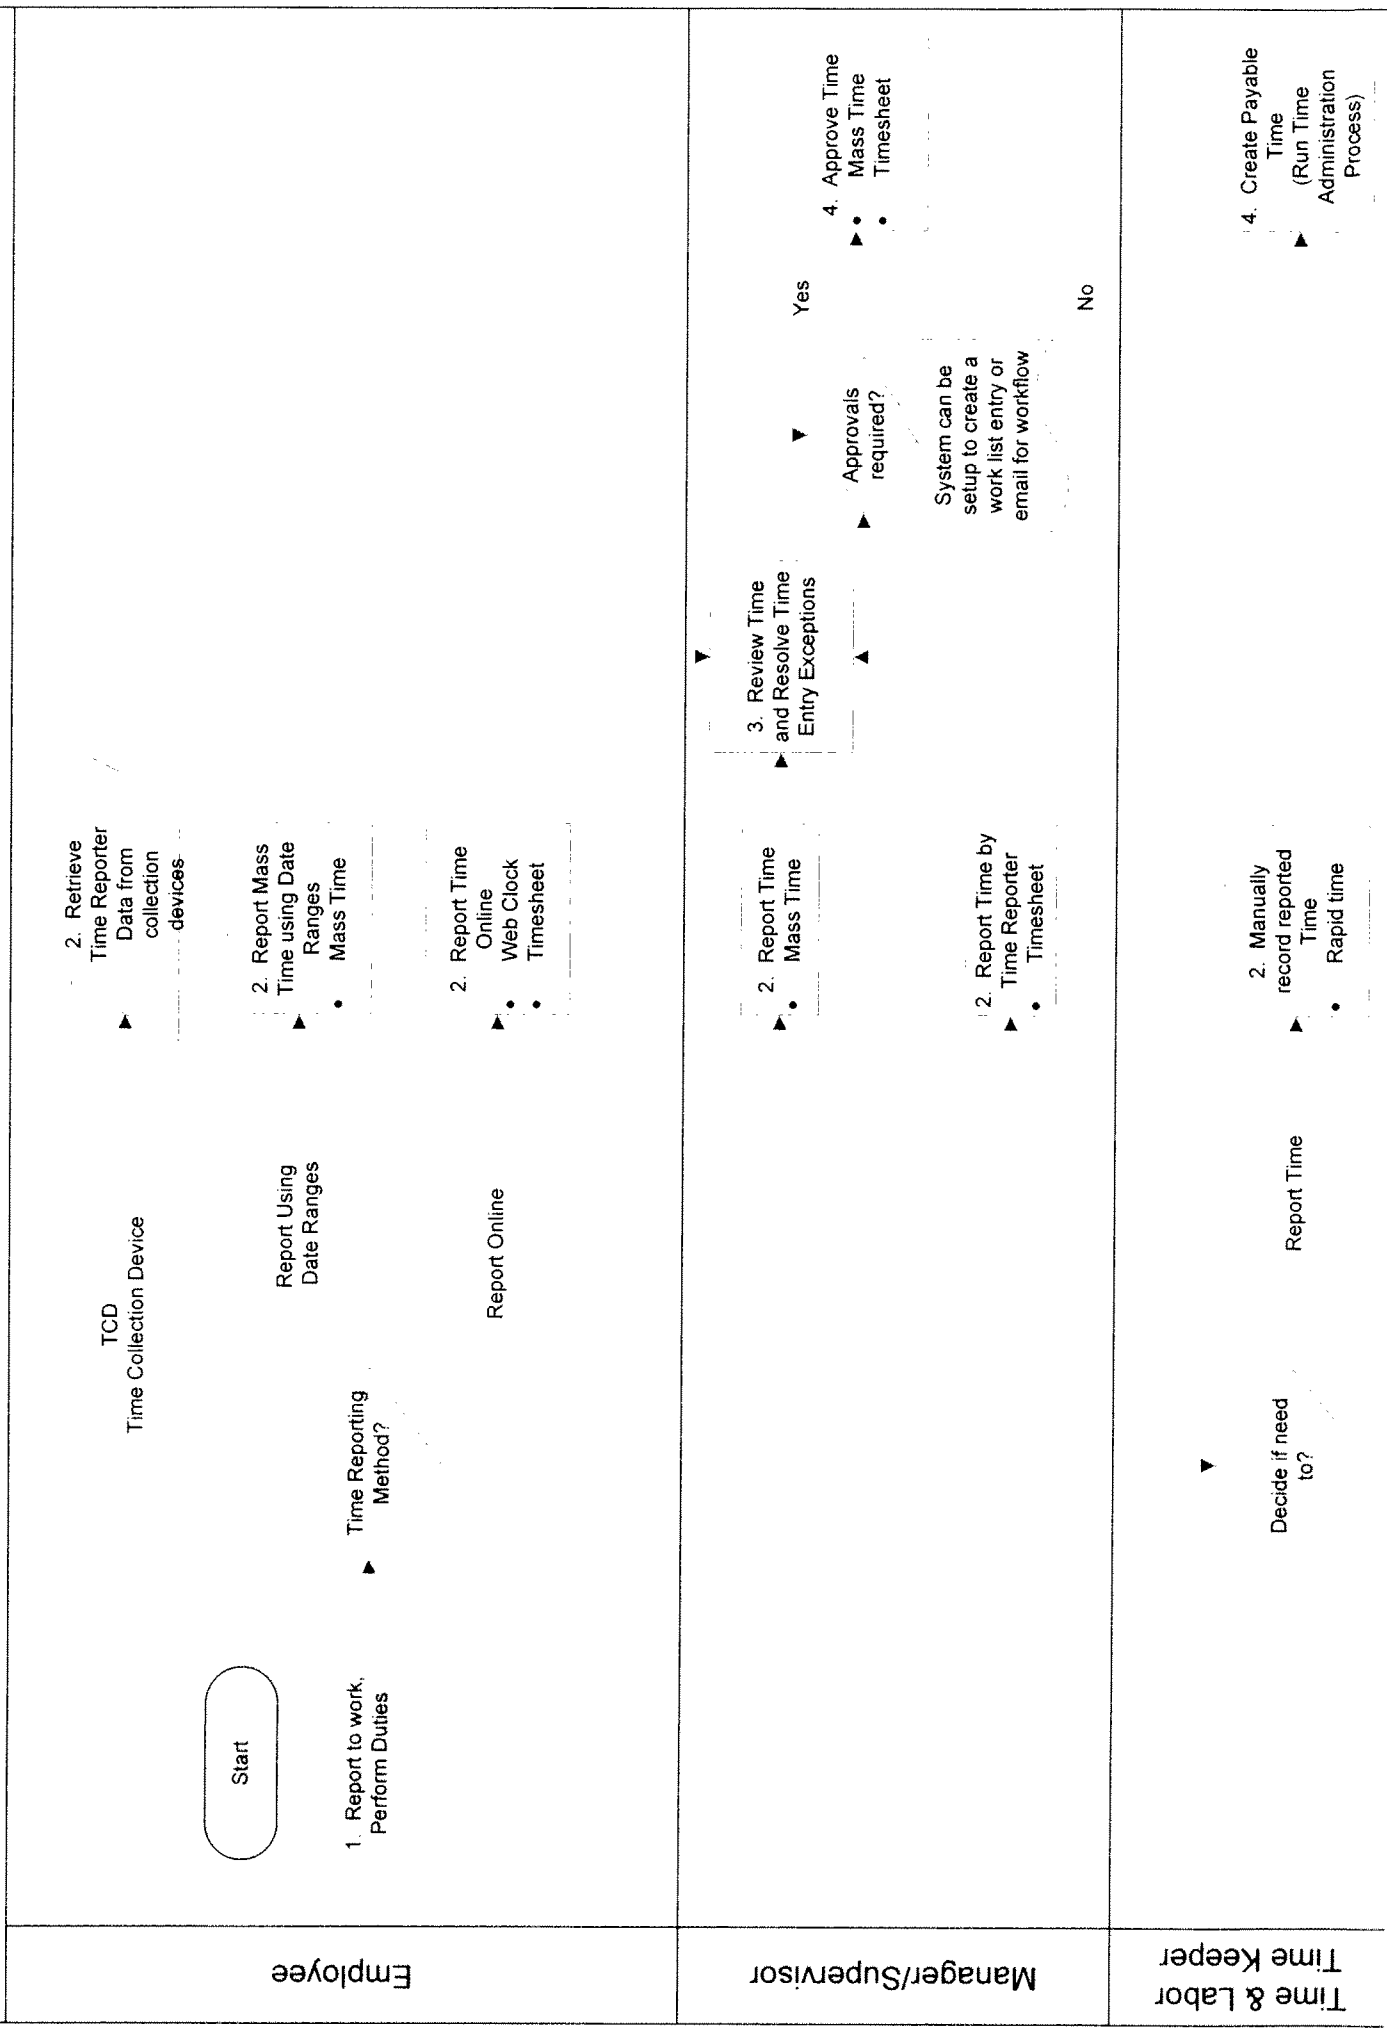 Employee
Start
1. Report to work,
Perform Duties
Time Reporting
Method?
TCD
Time Collection Device
Report Using
Date Ranges
Report Online
2. Retrieve
Time Reporter
Data from
collection
devices
2. Report Mass
Time using Date
Ranges
• Mass Time
2. Report Time
Online
• Web Clock
• Timesheet
Manager/Supervisor
2. Report Time
• Mass Time
2. Report Time by
Time Reporter
• Timesheet
3. Review Time
and Resolve Time
Entry Exceptions
Approvals
required?
System can be
setup to create a
work list entry or
email for workflow
Yes
No
4. Approve Time
• Mass Time
• Timesheet
Time & Labor
Time Keeper
Decide if need
to?
Report Time
2. Manually
record reported
Time
• Rapid time
4. Create Payable
Time
(Run Time
Administration
Process)